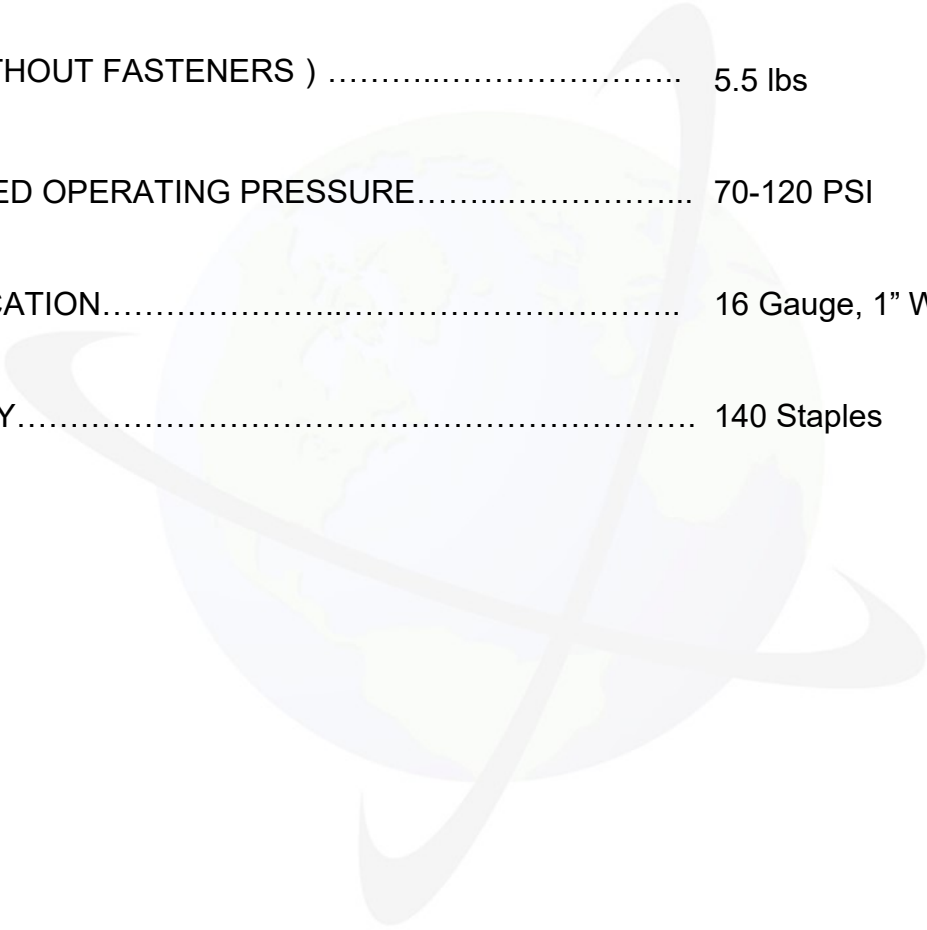 THOUT FASTENERS ) ………...………………….. 5.5 lbs
ED OPERATING PRESSURE……...……………... 70-120 PSI
CATION…………………...………………………….. 16 Gauge, 1” W
Y………………………………………………………. 140 Staples